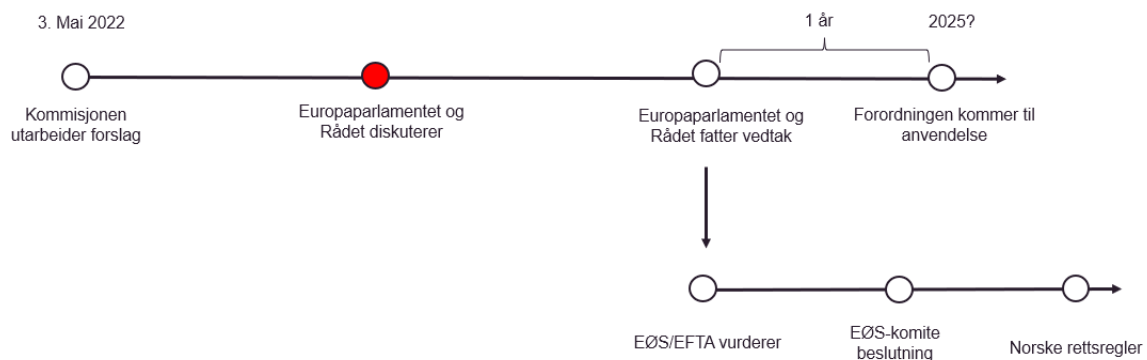 3. Mai 2022
1 år
2025?
Kommisjonen
utarbeider forslag
Europaparlamentet og
Rådet diskuterer
Europaparlamentet og
Rådet fatter vedtak
Forordningen kommer til
anvendelse
EØS/EFTA vurderer
EØS-komite
beslutning
Norske rettsregler